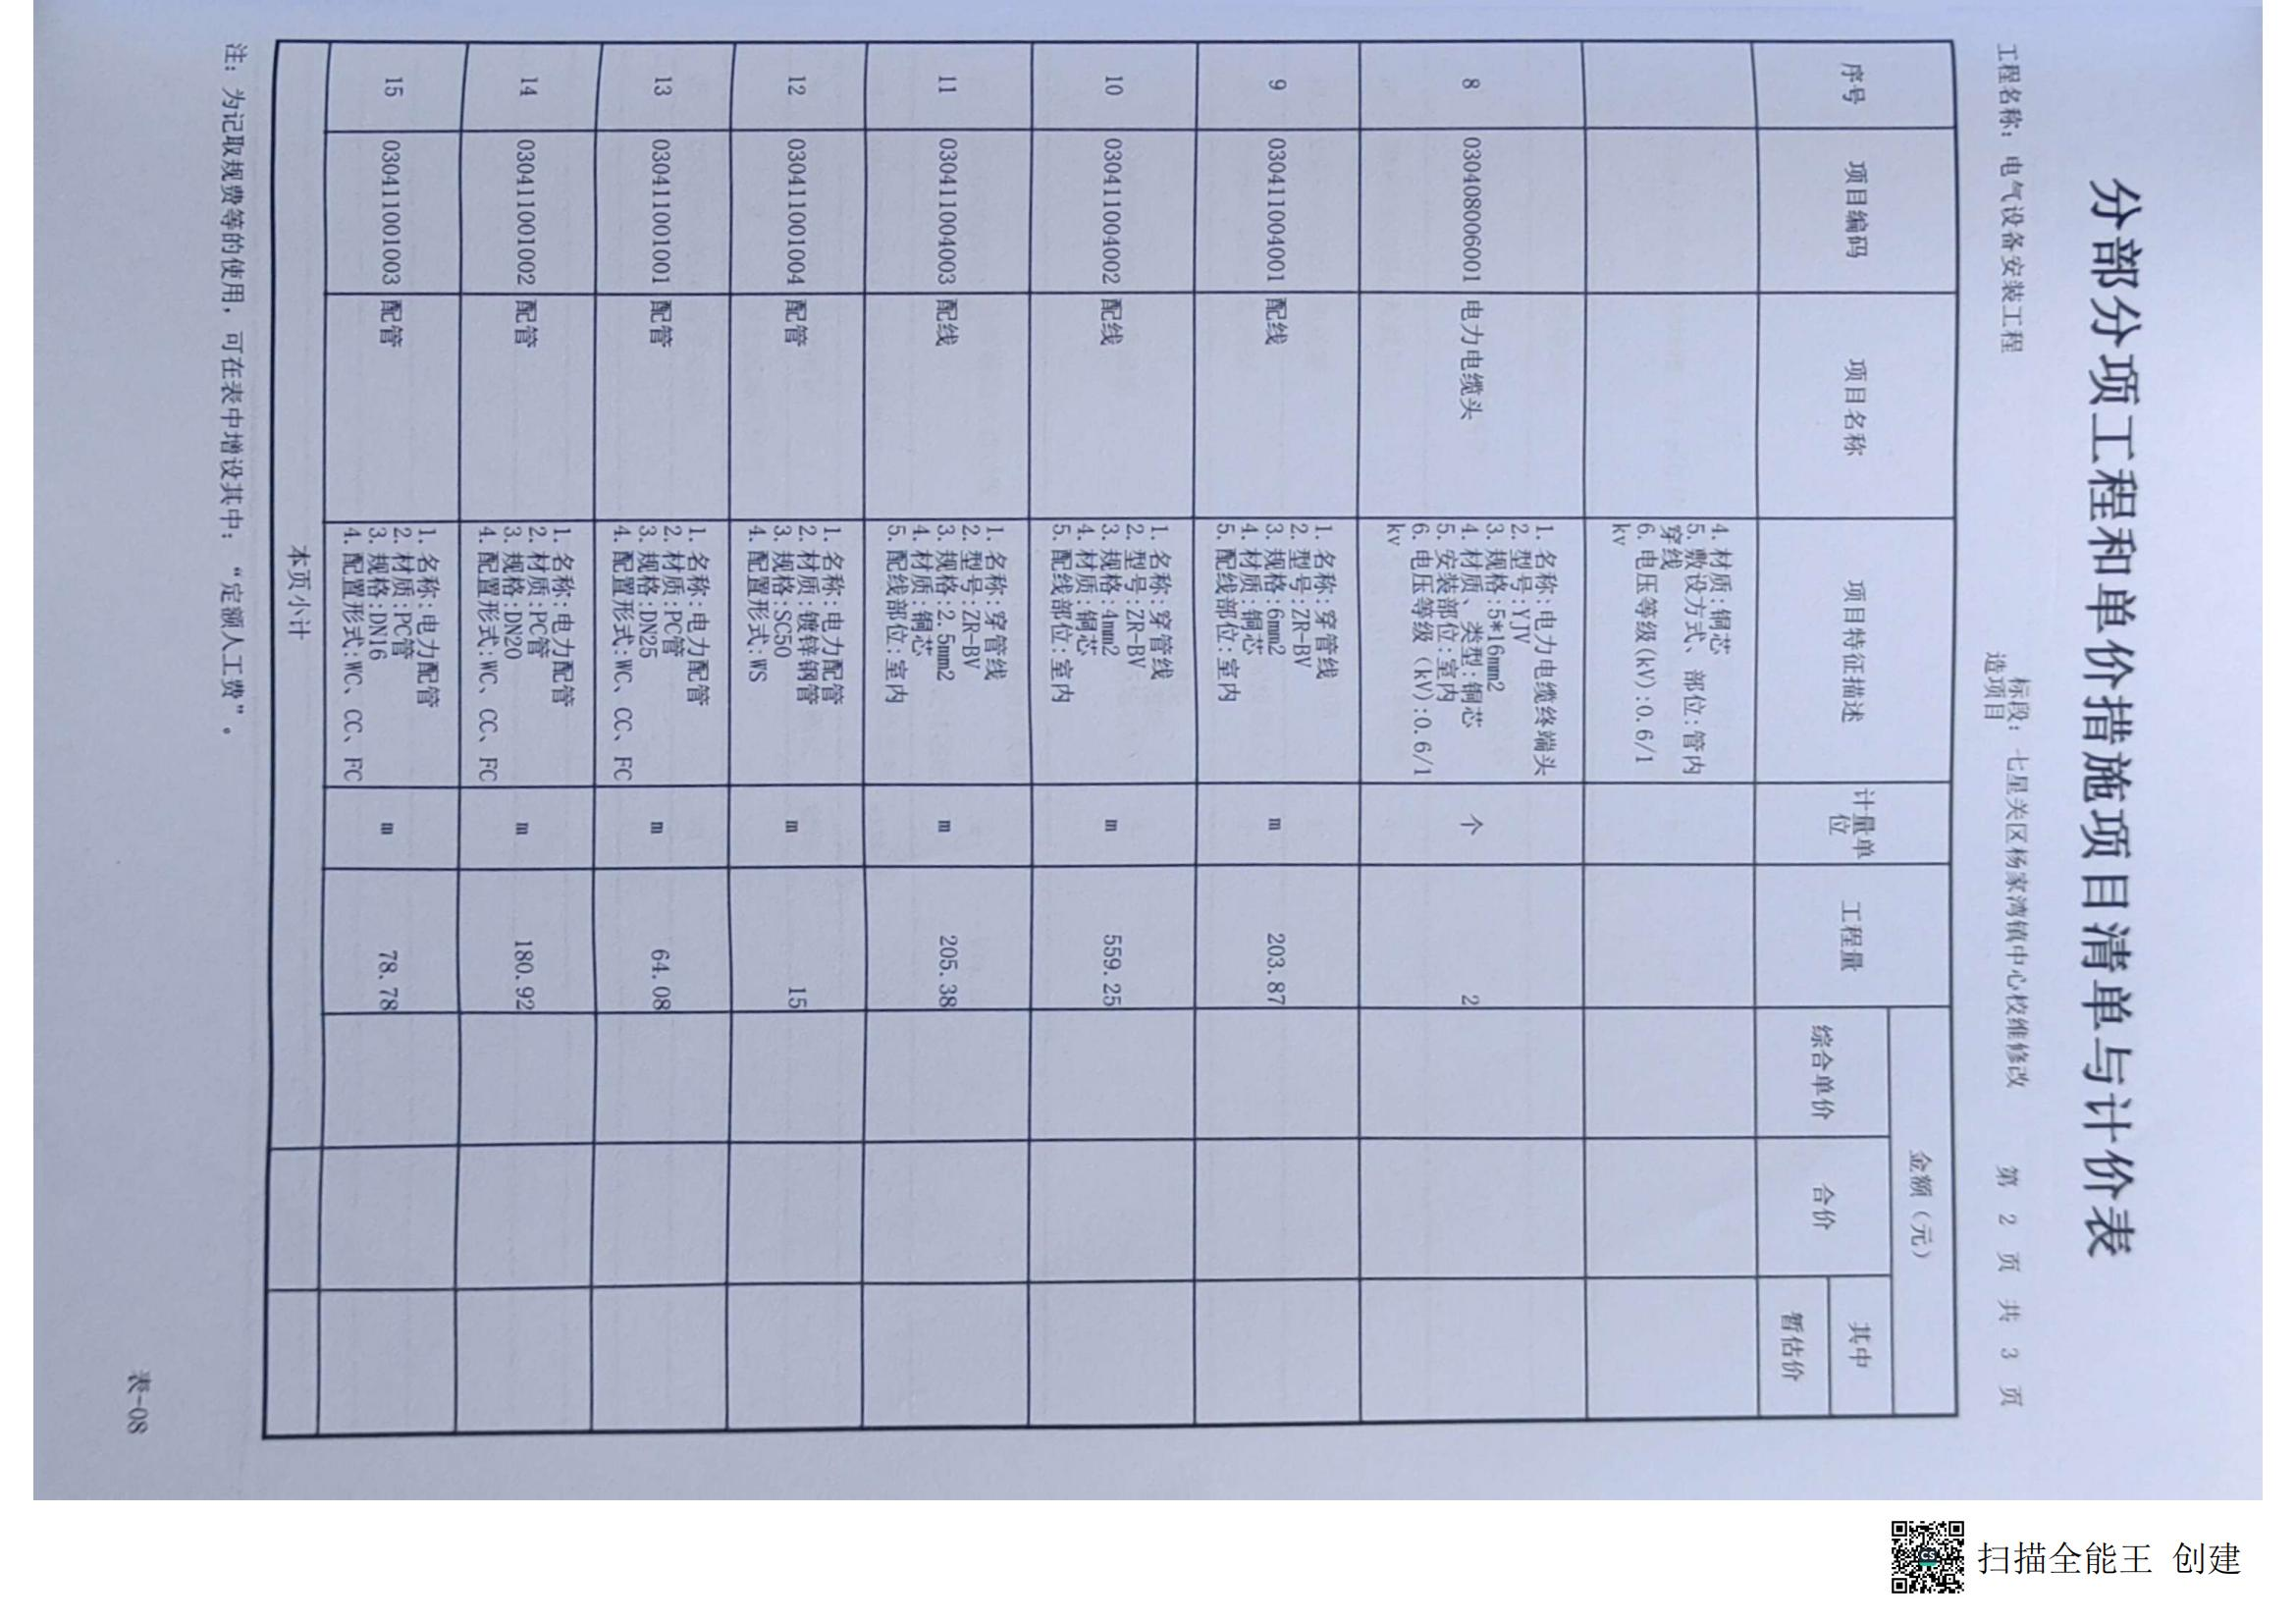 分部分项工程和单价措施项目清单与计价表
工程名称：电气设备安装工程
标段：七星关区杨家湾镇中心校维修改
造项目
第 2 页 共 3 页
序号
项目编码
项目名称
项目特征描述
计量单
位
工程量
金额（元）
综合单价
合价
其中
暂估价
4. 材质:铜芯
5. 敷设方式、部位:管内
穿线
6. 电压等级(kV):0.6/1
kv
8
030408006001
电力电缆头
1. 名称:电力电缆终端头
2. 型号:YJV
3. 规格:5*16mm2
4. 材质、类型:铜芯
5. 安装部位:室内
6. 电压等级（kV）:0.6/1
kv
个
2
9
030411004001
配线
1. 名称:穿管线
2. 型号:ZR-BV
3. 规格:6mm2
4. 材质:铜芯
5. 配线部位:室内
m
203.87
10
030411004002
配线
1. 名称:穿管线
2. 型号:ZR-BV
3. 规格:4mm2
4. 材质:铜芯
5. 配线部位:室内
m
559.25
11
030411004003
配线
1. 名称:穿管线
2. 型号:ZR-BV
3. 规格:2.5mm2
4. 材质:铜芯
5. 配线部位:室内
m
205.38
12
030411001004
配管
1. 名称:电力配管
2. 材质:镀锌钢管
3. 规格:SC50
4. 配置形式:WS
m
15
13
030411001001
配管
1. 名称:电力配管
2. 材质:PC管
3. 规格:DN25
4. 配置形式:WC、CC、FC
m
64.08
14
030411001002
配管
1. 名称:电力配管
2. 材质:PC管
3. 规格:DN20
4. 配置形式:WC、CC、FC
m
180.92
15
030411001003
配管
1. 名称:电力配管
2. 材质:PC管
3. 规格:DN16
4. 配置形式:WC、CC、FC
m
78.78
本页小计
注：为记取规费等的使用，可在表中增设其中：“定额人工费”。
表-08
扫描全能王 创建